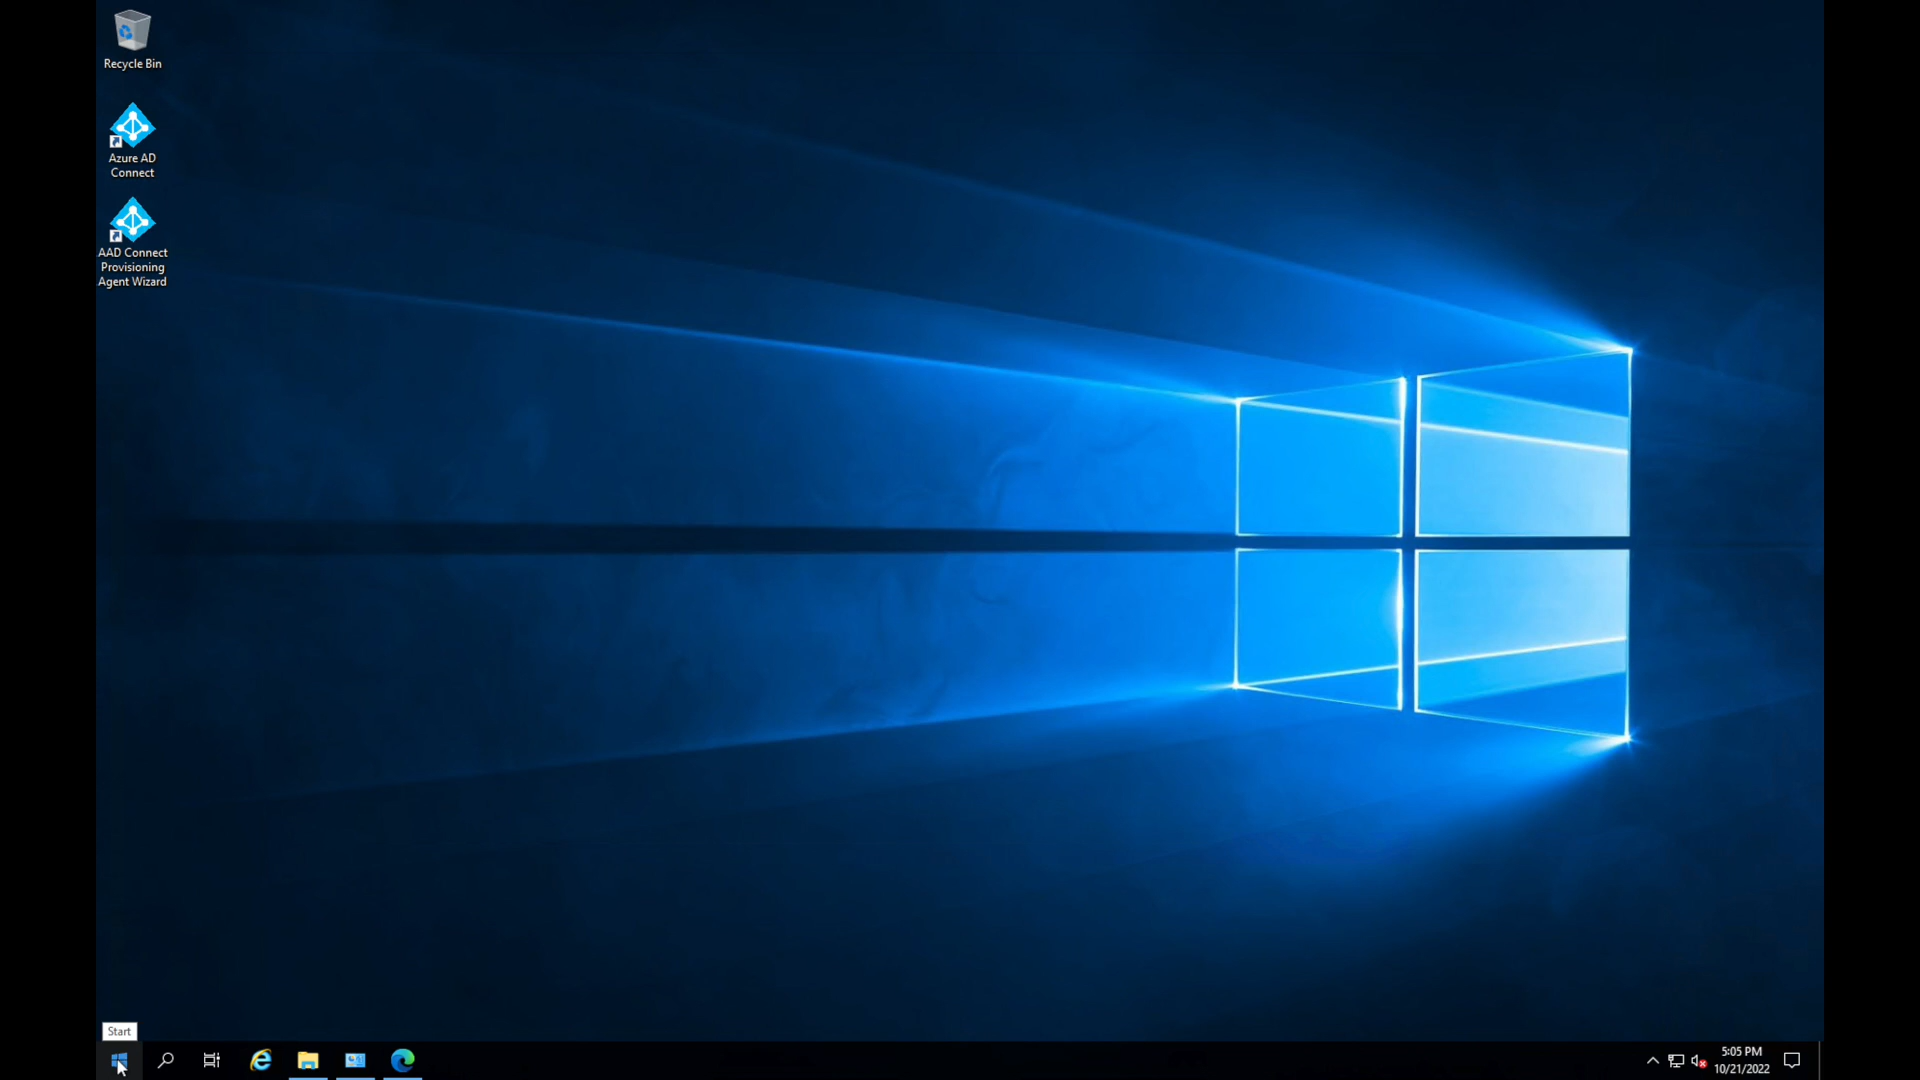 Recycle Bin
Azure AD
Connect
AAD Connect
Provisioning
Agent Wizard
Start
5:05 PM
10/21/2022